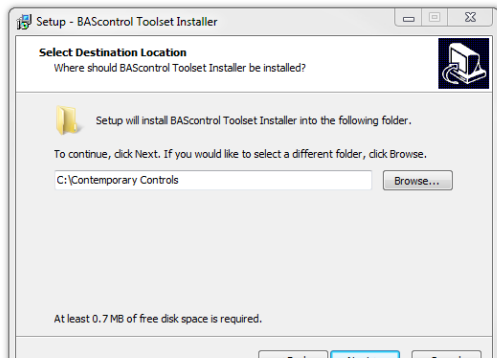 Setup - BAScontrol Toolset Installer
Select Destination Location
Where should BAScontrol Toolset Installer be installed?
Setup will install BAScontrol Toolset Installer into the following folder.
To continue, click Next. If you would like to select a different folder, click Browse.
C:\Contemporary Controls
Browse...
At least 0.7 MB of free disk space is required.